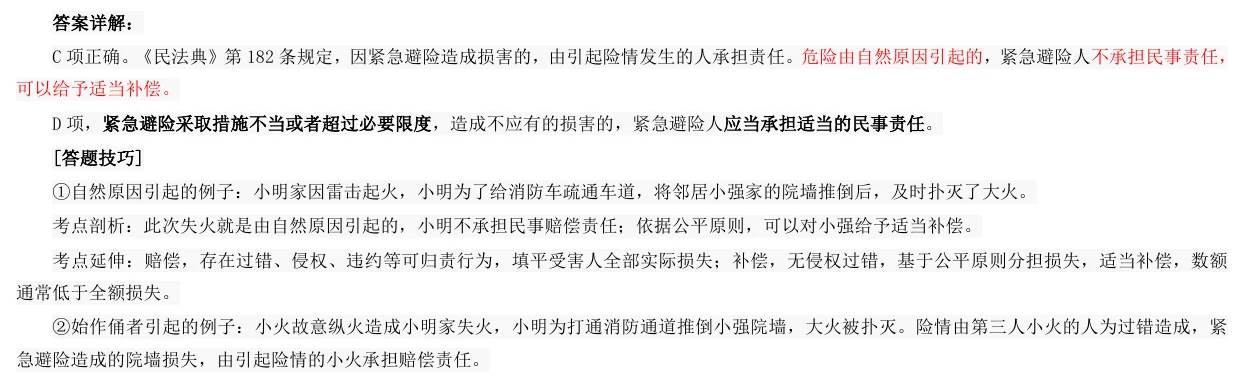 答案详解：
C 项正确。《民法典》第 182 条规定，因紧急避险造成损害的，由引起险情发生的人承担责任。危险由自然原因引起的，紧急避险人不承担民事责任，
可以给予适当补偿。
D 项，紧急避险采取措施不当或者超过必要限度，造成不应有的损害的，紧急避险人应当承担适当的民事责任。
[答题技巧]
①自然原因引起的例子：小明家因雷击起火，小明为了给消防车疏通车道，将邻居小强家的院墙推倒后，及时扑灭了大火。
考点剖析：此次失火就是由自然原因引起的，小明不承担民事赔偿责任；依据公平原则，可以对小强给予适当补偿。
考点延伸：赔偿，存在过错、侵权、违约等可归责行为，填平受害人全部实际损失；补偿，无侵权过错，基于公平原则分担损失，适当补偿，数额
通常低于全额损失。
②始作俑者引起的例子：小火故意纵火造成小明家失火，小明为打通消防通道推倒小强院墙，大火被扑灭。险情由第三人小火的人为过错造成，紧
急避险造成的院墙损失，由引起险情的小火承担赔偿责任。